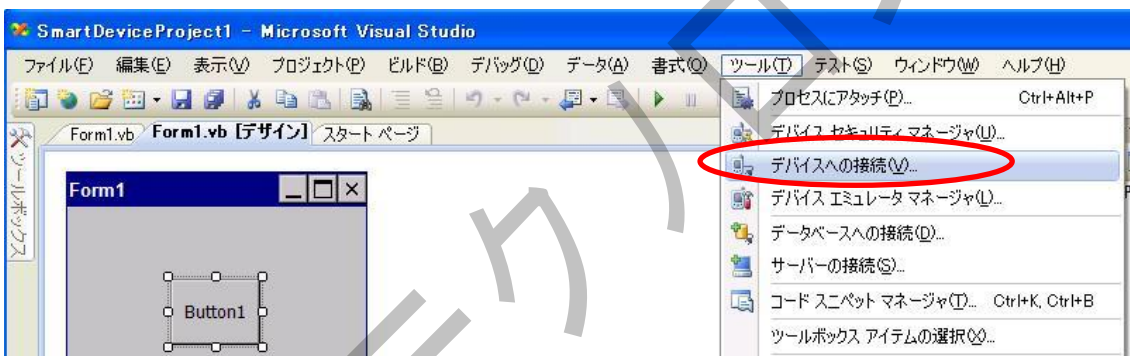 SmartDeviceProject1 - Microsoft Visual Studio
ファイル(F) 編集(E) 表示(V) プロジェクト(P) ビルド(B) デバッグ(D) データ(A) 書式(O) ツール(T) テスト(S) ウィンドウ(W) ヘルプ(H)
プロセスにアタッチ(P)... Ctrl+Alt+P
Form1.vb Form1.vb [デザイン] スタート ページ
デバイス セキュリティ マネージャ(U)...
ツールボックス
デバイスへの接続(V)...
Form1
デバイス エミュレータ マネージャ(L)...
データベースへの接続(D)...
サーバーの接続(S)...
Button1
コード スニペット マネージャ(T)... Ctrl+K, Ctrl+B
ツールボックス アイテムの選択(X)...